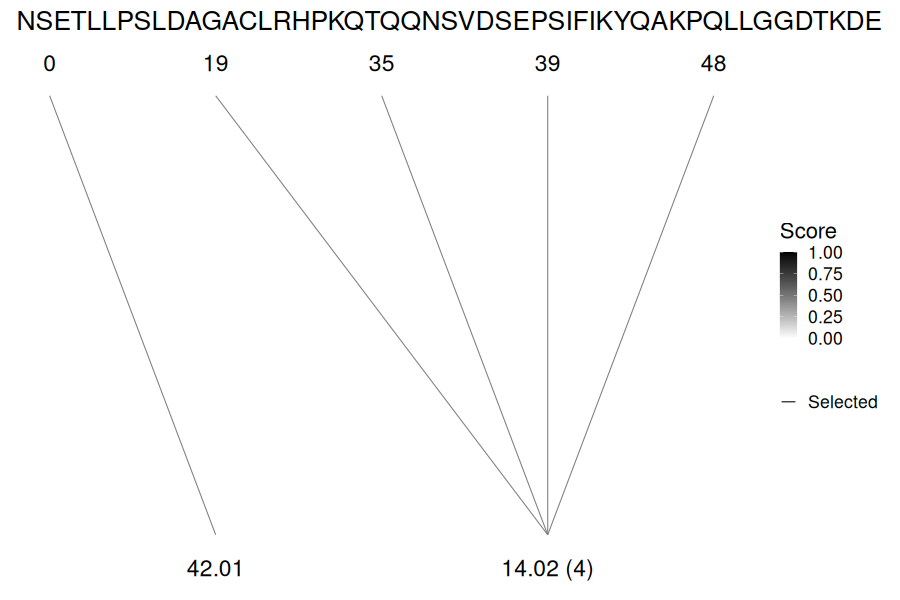 NSETLLPSLDAGACLRHPKQTQQNSVDSEPSIFIKYQAKPQLLGGDTKDE
0 19 35 39 48
Score
1.00
0.75
0.50
0.25
0.00
Selected
42.01 14.02 (4)